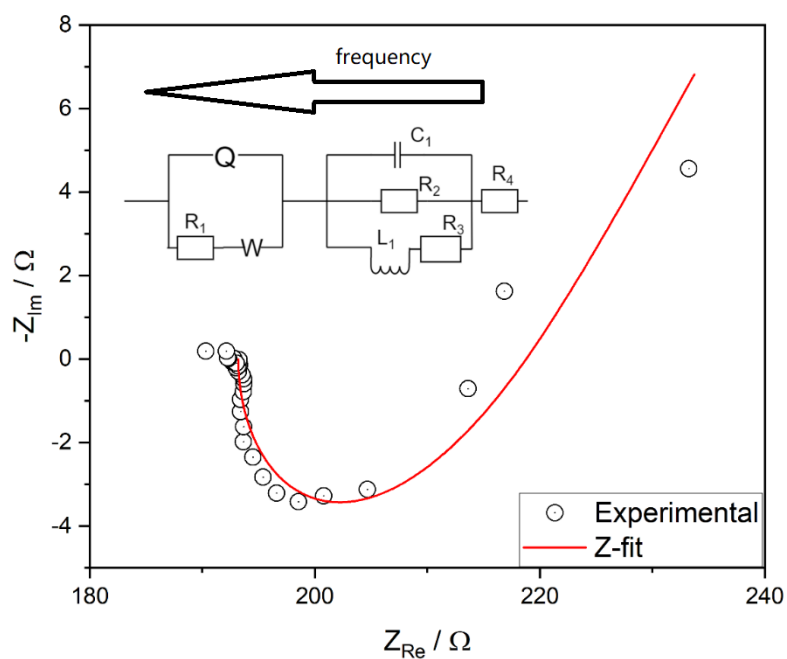 frequency
C1
Q
R2
R4
R1
W
L1
R3
-ZIm / Ω
8
6
4
2
0
-2
-4
180
200
220
240
ZRe / Ω
Experimental
Z-fit